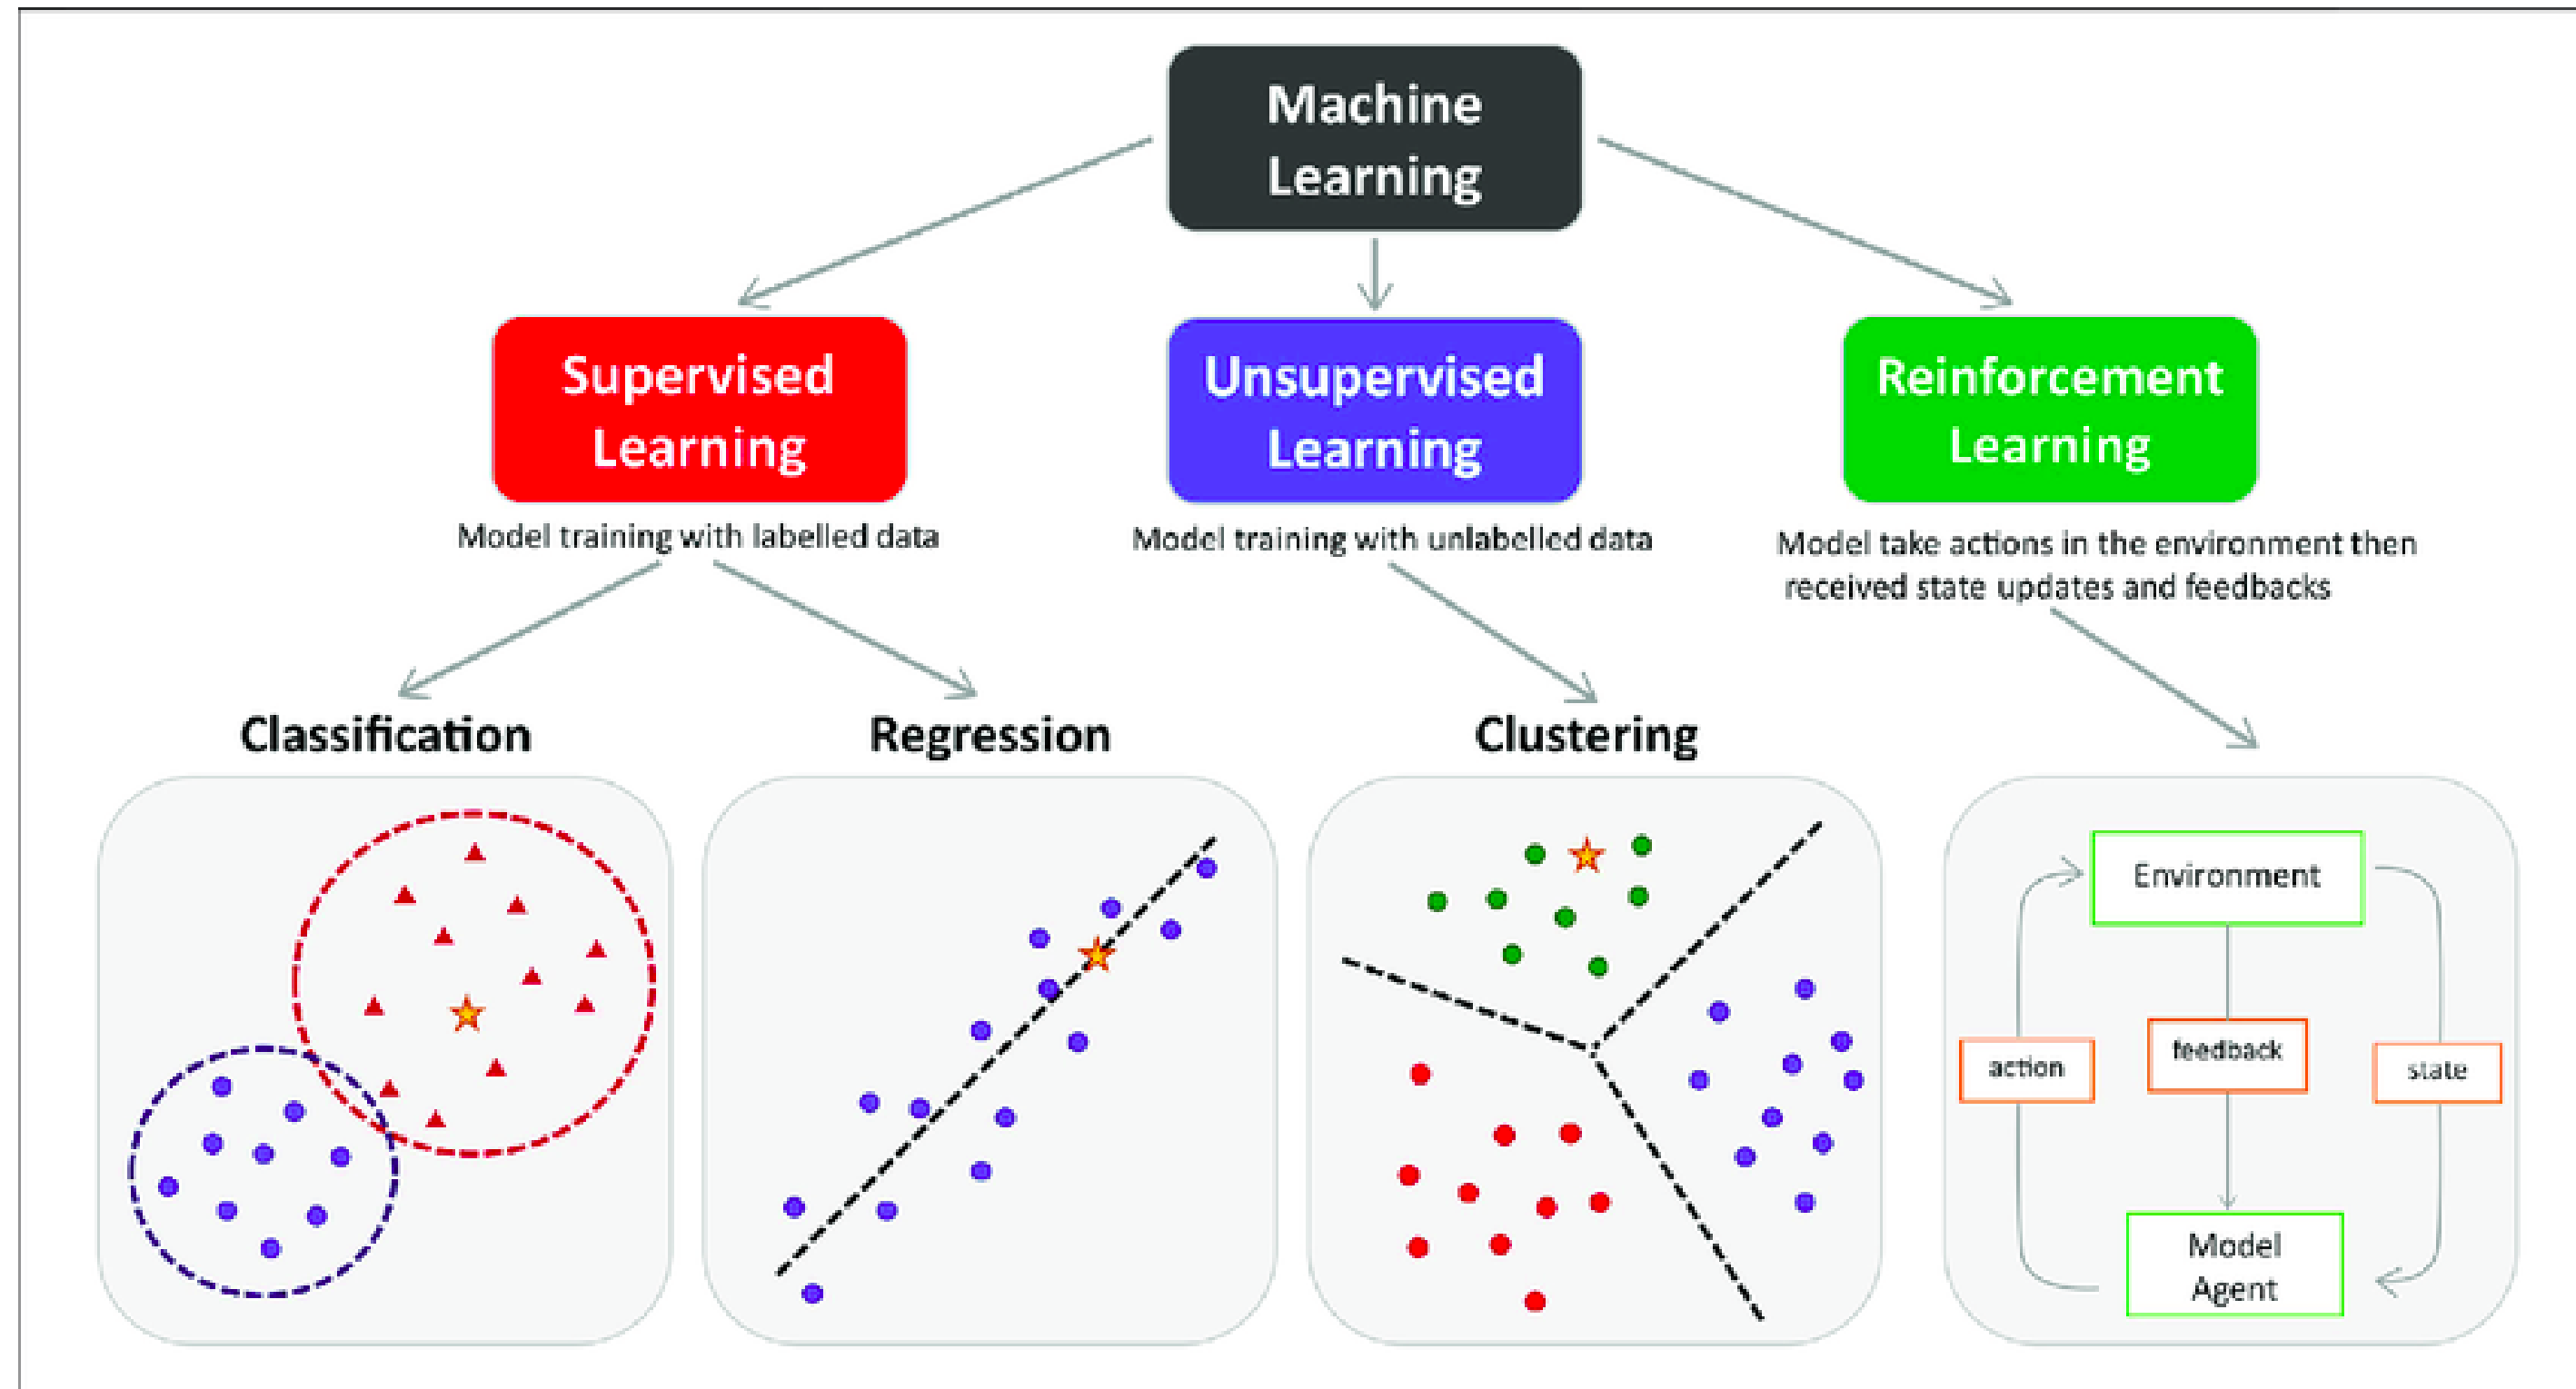 Machine
Learning
Supervised
Learning
Unsupervised
Learning
Reinforcement
Learning
Model training with labelled data
Model training with unlabelled data
Model take actions in the environment then
received state updates and feedbacks
Classification
Regression
Clustering
Environment
action
feedback
state
Model
Agent